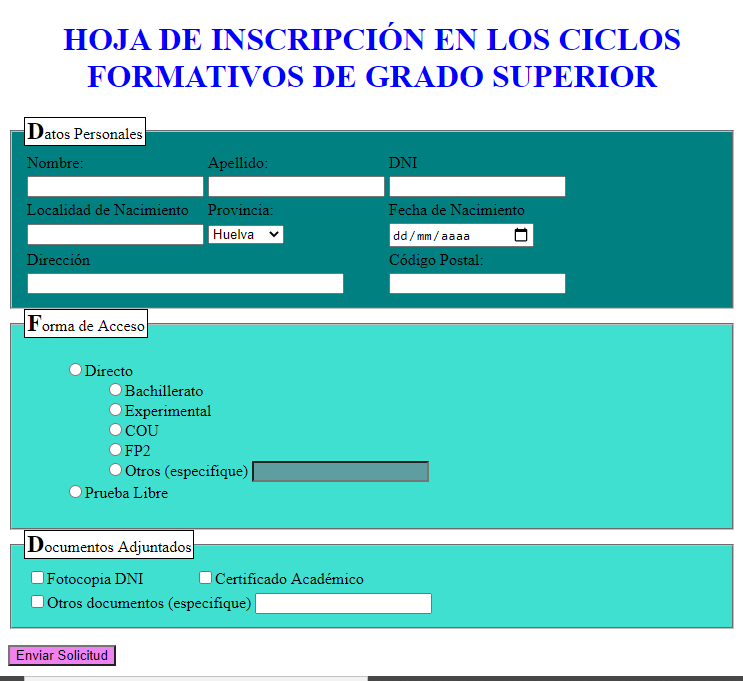 HOJA DE INSCRIPCIÓN EN LOS CICLOS
FORMATIVOS DE GRADO SUPERIOR
Datos Personales
Nombre: Apellido: DNI
Localidad de Nacimiento Provincia: Fecha de Nacimiento
Huelva dd/mm/aaaa
Dirección Código Postal:
Forma de Acceso
Directo
Bachillerato
Experimental
COU
FP2
Otros (especifique)
Prueba Libre
Documentos Adjuntados
Fotocopia DNI Certificado Académico
Otros documentos (especifique)
Enviar Solicitud